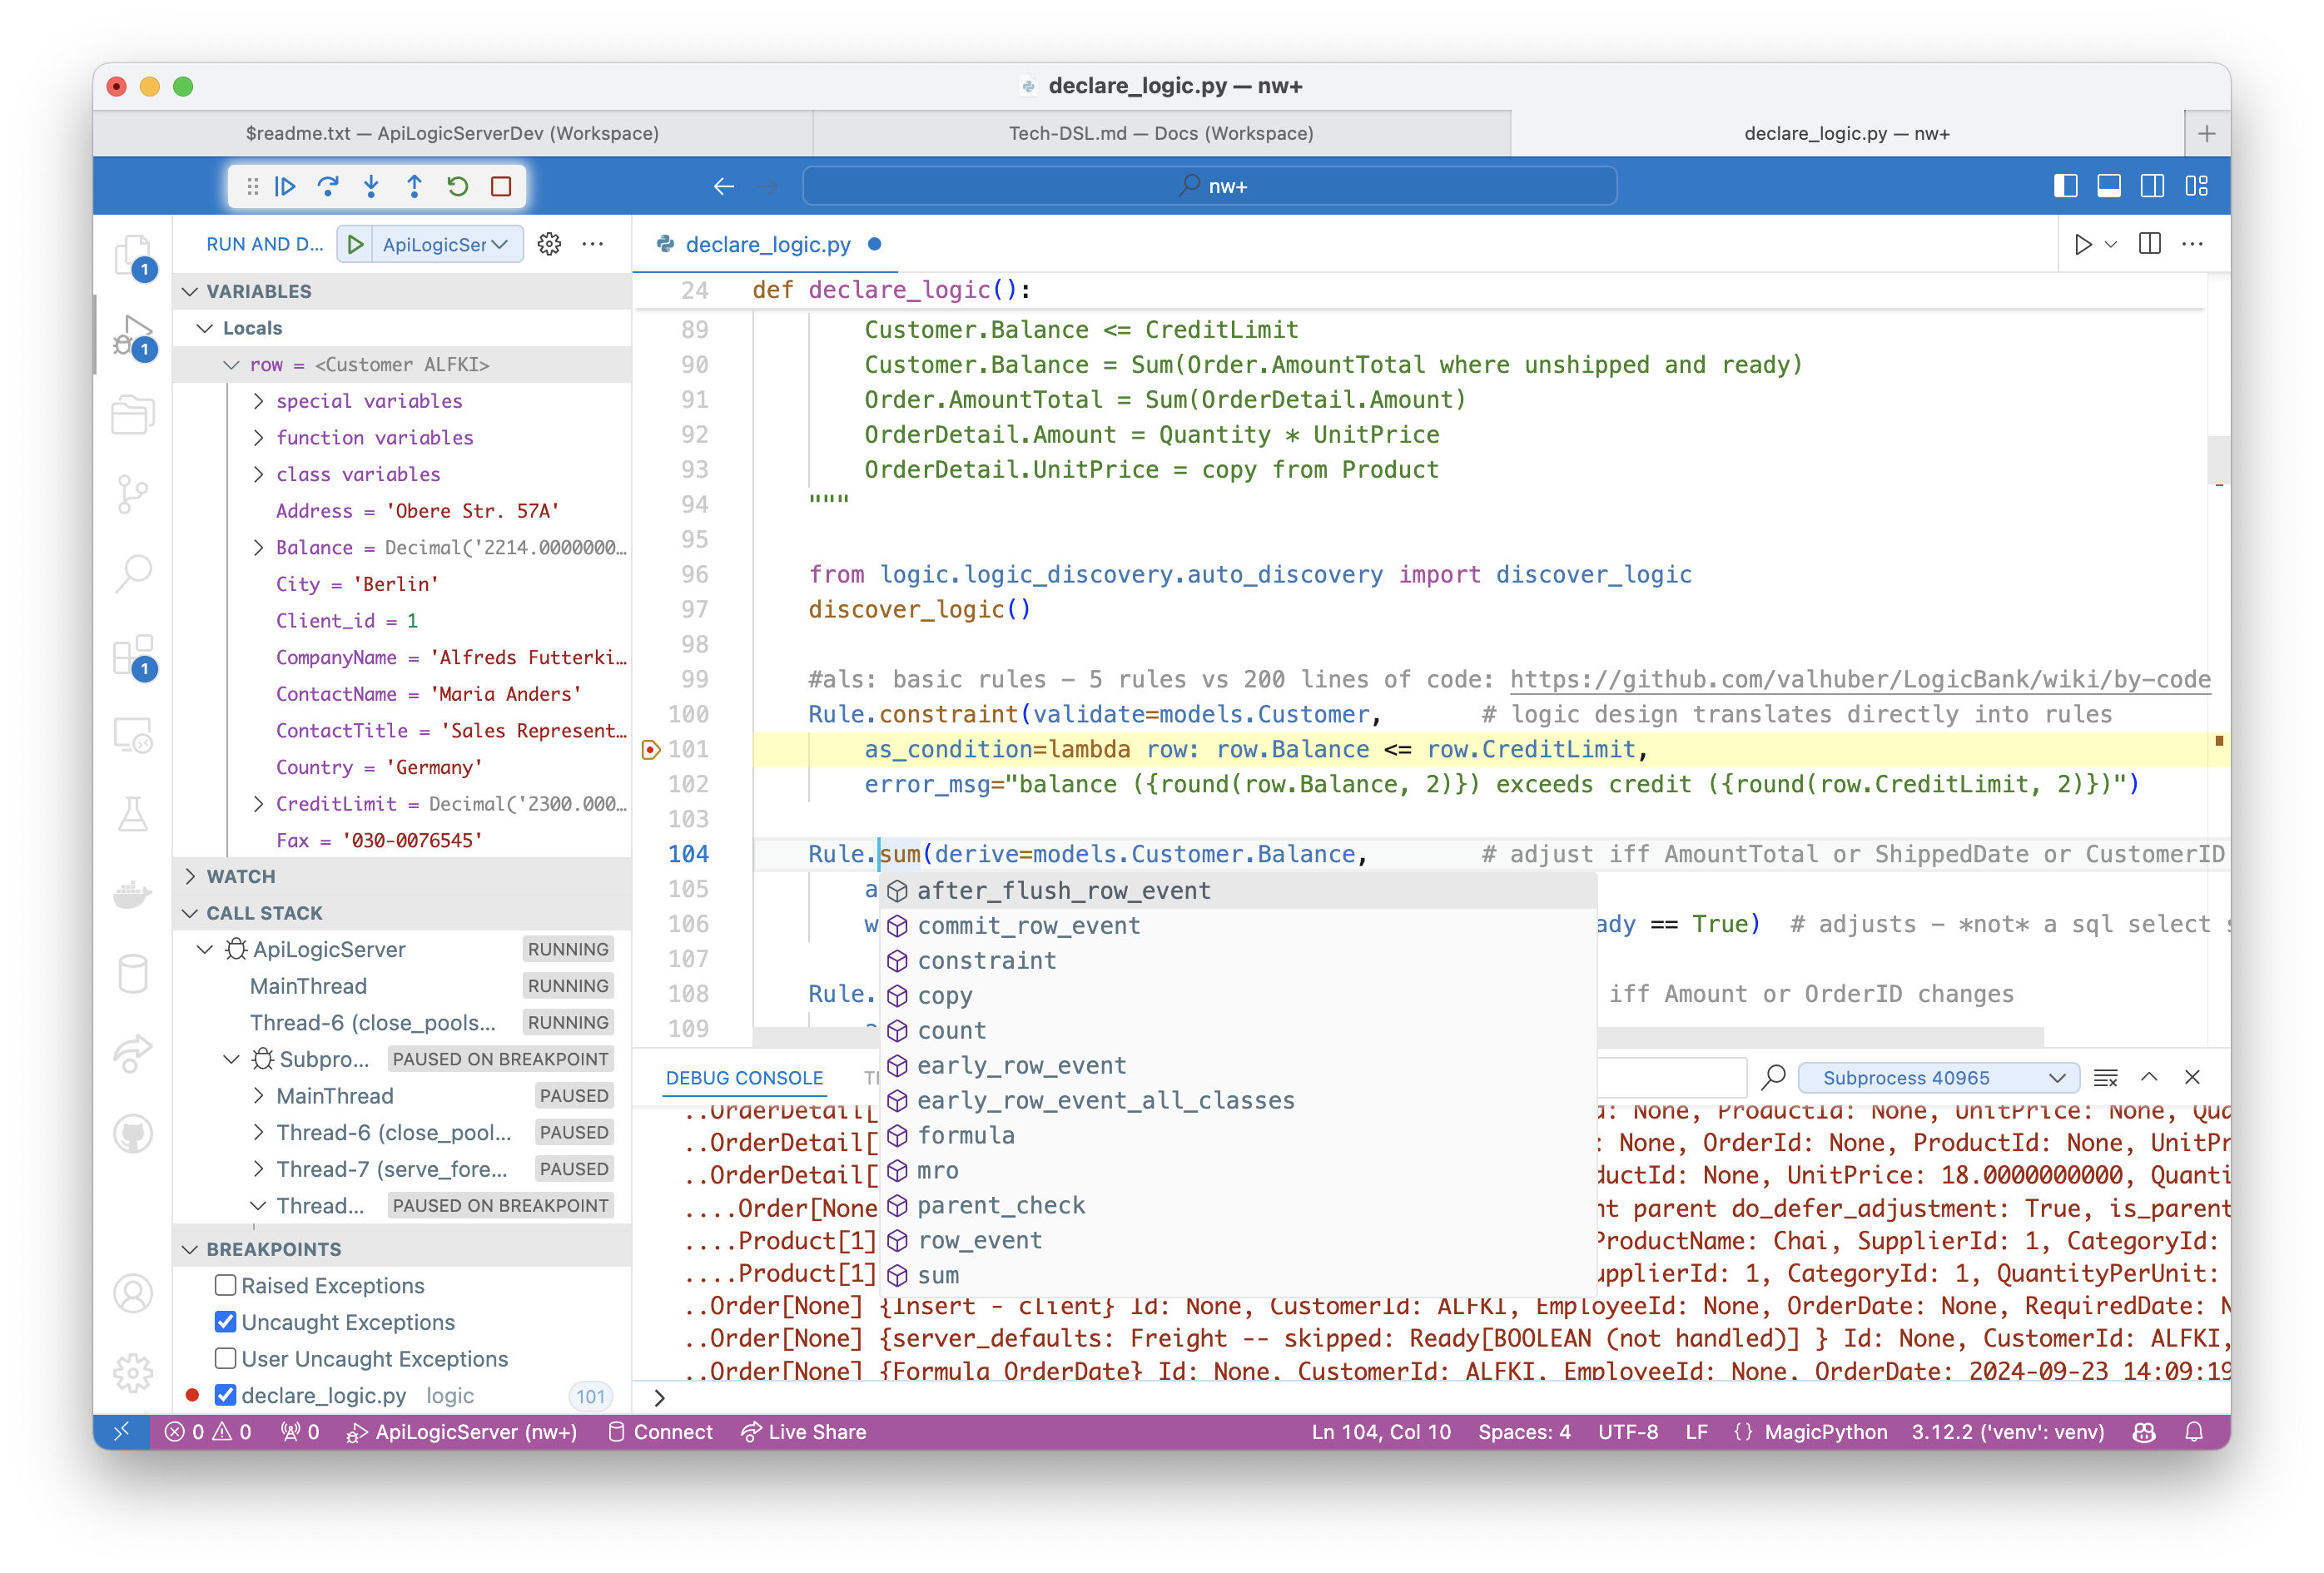 declare_logic.py — nw+
$readme.txt — ApiLogicServerDev (Workspace)
Tech-DSL.md — Docs (Workspace)
declare_logic.py — nw+
nw+
RUN AND D...
ApiLogicSer
declare_logic.py
1
1
1
VARIABLES
Locals
row = <Customer ALFKI>
special variables
function variables
class variables
Address = 'Obere Str. 57A'
Balance = Decimal('2214.0000000...
City = 'Berlin'
Client_id = 1
CompanyName = 'Alfreds Futterki...
ContactName = 'Maria Anders'
ContactTitle = 'Sales Represent...
Country = 'Germany'
CreditLimit = Decimal('2300.000...
Fax = '030-0076545'
WATCH
CALL STACK
ApiLogicServer RUNNING
MainThread RUNNING
Thread-6 (close_pools... RUNNING
Subpro... PAUSED ON BREAKPOINT
MainThread PAUSED
Thread-6 (close_pool... PAUSED
Thread-7 (serve_fore... PAUSED
Thread... PAUSED ON BREAKPOINT
BREAKPOINTS
Raised Exceptions
Uncaught Exceptions
User Uncaught Exceptions
declare_logic.py logic 101
24 def declare_logic():
89 Customer.Balance <= CreditLimit
90 Customer.Balance = Sum(Order.AmountTotal where unshipped and ready)
91 Order.AmountTotal = Sum(OrderDetail.Amount)
92 OrderDetail.Amount = Quantity * UnitPrice
93 OrderDetail.UnitPrice = copy from Product
94 """
95
96 from logic.logic_discovery.auto_discovery import discover_logic
97 discover_logic()
98
99 #als: basic rules – 5 rules vs 200 lines of code: https://github.com/valhuber/LogicBank/wiki/by-code
100 Rule.constraint(validate=models.Customer, # logic design translates directly into rules
101 as_condition=lambda row: row.Balance <= row.CreditLimit,
102 error_msg="balance ({round(row.Balance, 2)}) exceeds credit ({round(row.CreditLimit, 2)})")
103
104 Rule.sum(derive=models.Customer.Balance, # adjust iff AmountTotal or ShippedDate or CustomerID
105 a
106 w ady == True) # adjusts – *not* a sql select
107
108 Rule. iff Amount or OrderID changes
109
after_flush_row_event
commit_row_event
constraint
copy
count
early_row_event
early_row_event_all_classes
formula
mro
parent_check
row_event
sum
DEBUG CONSOLE
Subprocess 40965
..OrderDetail[ d: None, ProductId: None, UnitPrice: None, Qua
..OrderDetail[ : None, OrderId: None, ProductId: None, UnitPr
..OrderDetail[ ductId: None, UnitPrice: 18.0000000000, Quanti
....Order[None nt parent do_defer_adjustment: True, is_parent
....Product[1] ProductName: Chai, SupplierId: 1, CategoryId:
....Product[1] upplierId: 1, CategoryId: 1, QuantityPerUnit:
..Order[None] {Insert - client} Id: None, CustomerId: ALFKI, EmployeeId: None, OrderDate: None, RequiredDate: N
..Order[None] {server_defaults: Freight -- skipped: Ready[BOOLEAN (not handled)] } Id: None, CustomerId: ALFKI,
..Order[None] {Formula OrderDate} Id: None, CustomerId: ALFKI, EmployeeId: None, OrderDate: 2024-09-23 14:09:19
0 0 0 ApiLogicServer (nw+) Connect Live Share Ln 104, Col 10 Spaces: 4 UTF-8 LF {} MagicPython 3.12.2 ('venv': venv)